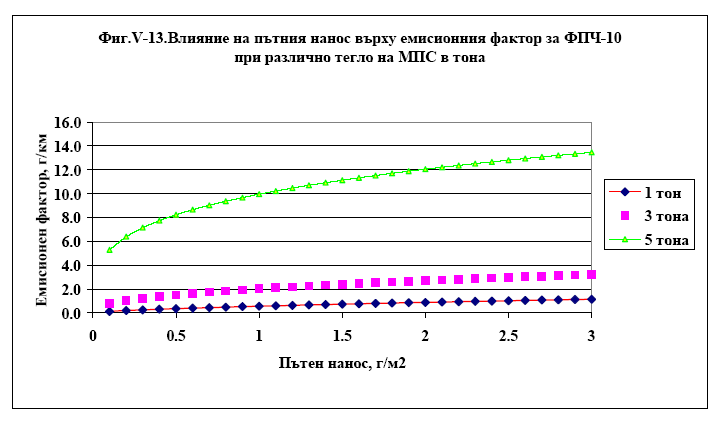 Фиг.V-13.Влияние на пътния нанос върху емисионния фактор за ФПЧ-10
при различно тегло на МПС в тона
Емисионен фактор, г/км
16.0
14.0
12.0
10.0
8.0
6.0
4.0
2.0
0.0
0 0.5 1 1.5 2 2.5 3
Пътен нанос, г/м2
1 тон
3 тона
5 тона